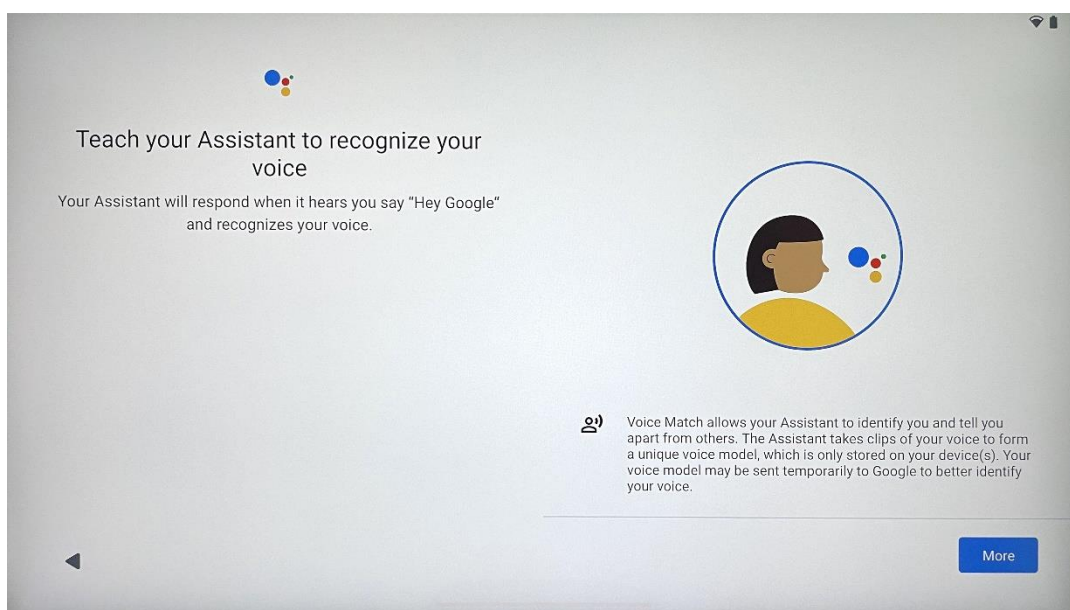 Teach your Assistant to recognize your
voice
Your Assistant will respond when it hears you say “Hey Google“
and recognizes your voice.
Voice Match allows your Assistant to identify you and tell you
apart from others. The Assistant takes clips of your voice to form
a unique voice model, which is only stored on your device(s). Your
voice model may be sent temporarily to Google to better identify
your voice.
More